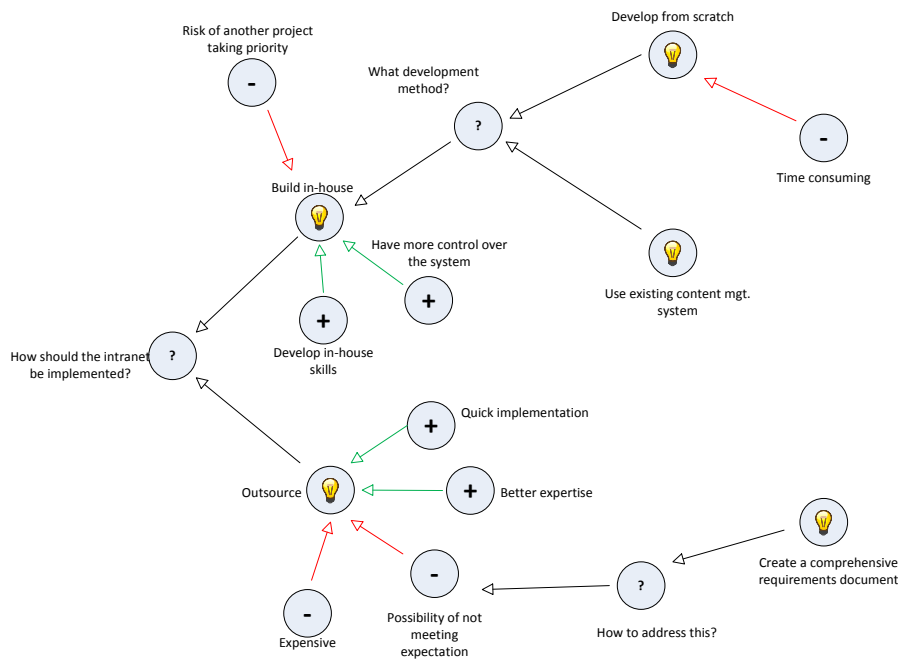 Develop from scratch
Risk of another project
taking priority
-
What development
method?
?
-
Time consuming
Build in-house
Have more control over
the system
+
+
Use existing content mgt.
system
Develop in-house
skills
How should the intranet
be implemented?
?
Quick implementation
+
Outsource
+
Better expertise
-
?
Create a comprehensive
requirements document
-
Expensive
Possibility of not
meeting
expectation
How to address this?